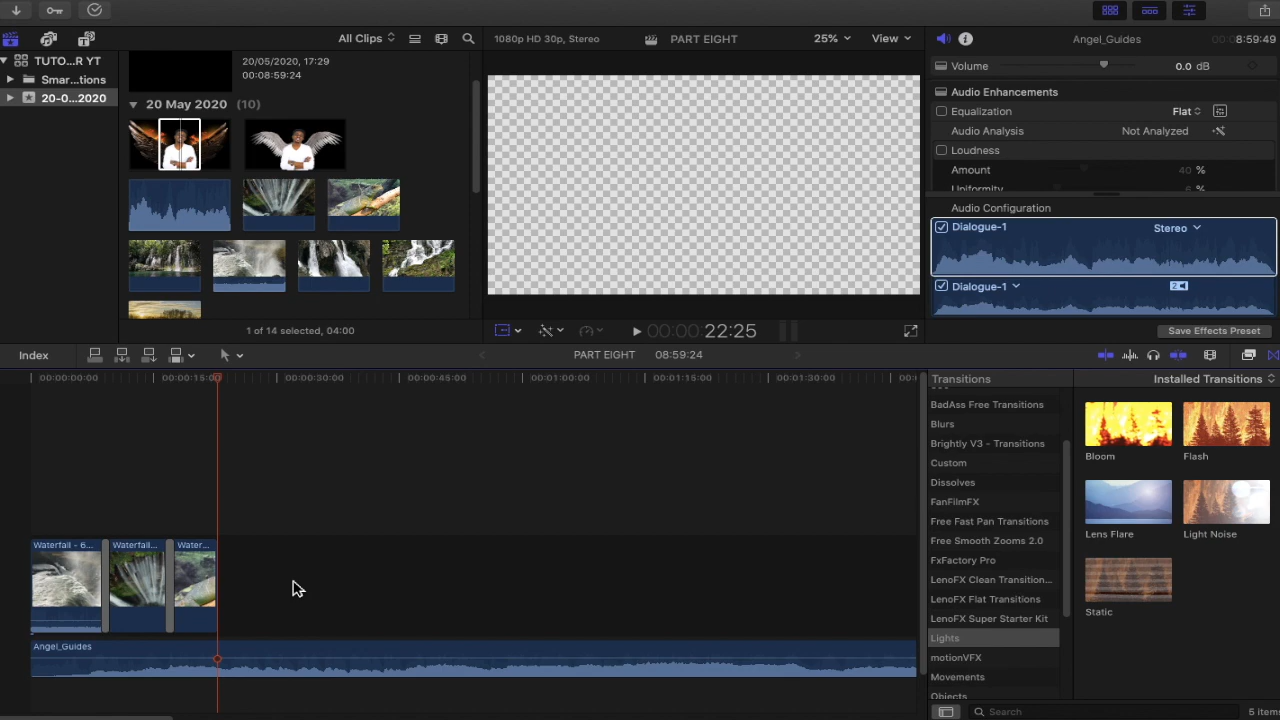 All Clips
1080p HD 30p, Stereo
PART EIGHT
25%
View
Angel_Guides
8:59:49
TUTO...R YT
Smar...tions
20-0...2020
20/05/2020, 17:29
00:08:59:24
20 May 2020 (10)
1 of 14 selected, 04:00
00:00:00:22:25
Volume
0.0 dB
Audio Enhancements
Equalization
Flat
Audio Analysis
Not Analyzed
Loudness
Amount
40 %
Uniformity
6 %
Audio Configuration
Dialogue-1
Stereo
Dialogue-1
2
Save Effects Preset
Index
PART EIGHT
08:59:24
00:00:00:00
00:00:15:00
00:00:30:00
00:00:45:00
00:01:00:00
00:01:15:00
00:01:30:00
Waterfall - 6...
Waterfall...
Water...
Angel_Guides
Transitions
Installed Transitions
BadAss Free Transitions
Blurs
Brightly V3 - Transitions
Custom
Dissolves
FanFilmFX
Free Fast Pan Transitions
Free Smooth Zooms 2.0
FxFactory Pro
LenoFX Clean Transition...
LenoFX Flat Transitions
LenoFX Super Starter Kit
Lights
motionVFX
Movements
Objects
Bloom
Flash
Lens Flare
Light Noise
Static
Search
5 items